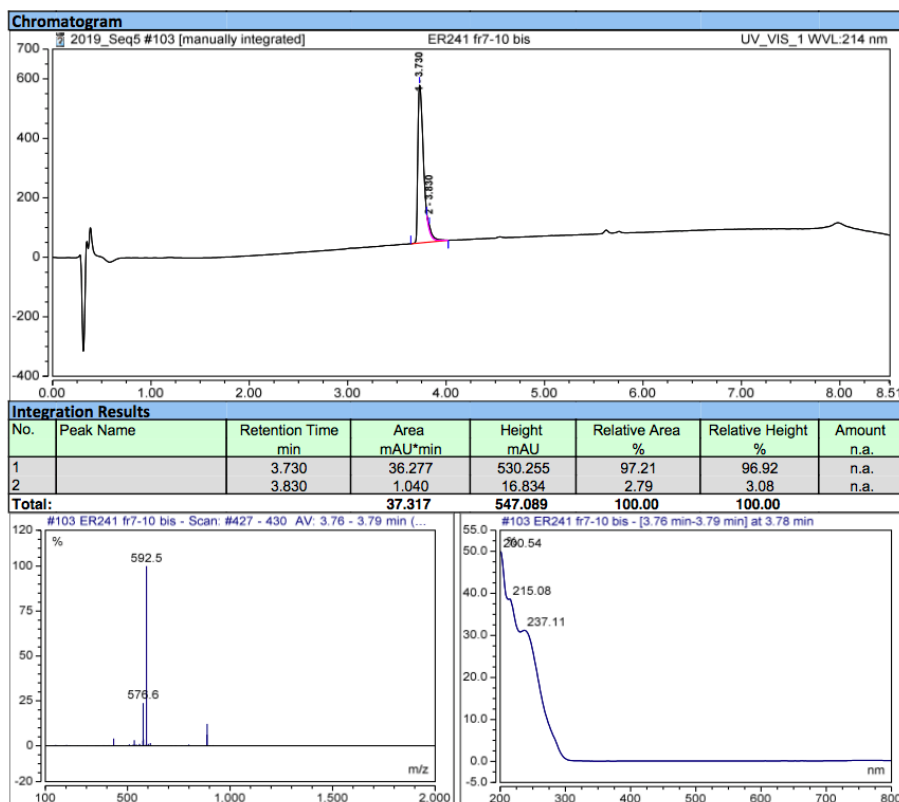 Chromatogram
2019_Seq5 #103 [manually integrated] ER241 fr7-10 bis UV_VIS_1 WVL:214 nm
700
600
400
200
0
-200
-400
1 - 3.730
2 - 3.830
0.00 1.00 2.00 3.00 4.00 5.00 6.00 7.00 8.00 8.51
Integration Results
No. Peak Name Retention Time Area Height Relative Area Relative Height Amount
min mAU*min mAU % % n.a.
1 3.730 36.277 530.255 97.21 96.92 n.a.
2 3.830 1.040 16.834 2.79 3.08 n.a.
Total: 37.317 547.089 100.00 100.00
#103 ER241 fr7-10 bis - Scan: #427 - 430 AV: 3.76 - 3.79 min (...
120
100
75
50
25
0
-20
%
592.5
576.6
m/z
100 500 1.000 1.500 2.000
#103 ER241 fr7-10 bis - [3.76 min-3.79 min] at 3.78 min
55.0
50.0
40.0
30.0
20.0
10.0
0.0
-5.0
%
200.54
215.08
237.11
nm
200 300 400 500 600 700 800